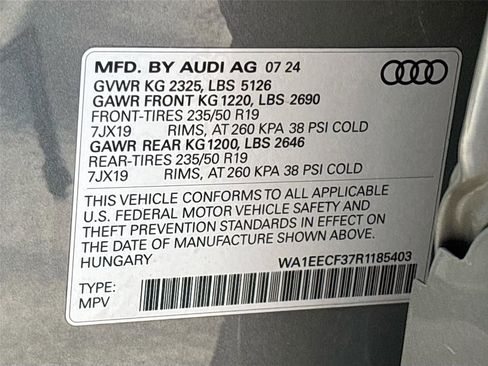 MFD. BY AUDI AG 07 24
GVWR KG 2325, LBS 5126
GAWR FRONT KG 1220, LBS 2690
FRONT-TIRES 235/50 R19
7JX19 RIMS, AT 260 KPA 38 PSI COLD
GAWR REAR KG 1200, LBS 2646
REAR-TIRES 235/50 R19
7JX19 RIMS, AT 260 KPA 38 PSI COLD
THIS VEHICLE CONFORMS TO ALL APPLICABLE
U.S. FEDERAL MOTOR VEHICLE SAFETY AND
THEFT PREVENTION STANDARDS IN EFFECT ON
THE DATE OF MANUFACTURE SHOWN ABOVE.
HUNGARY WA1EECF37R1185403
TYPE:
MPV